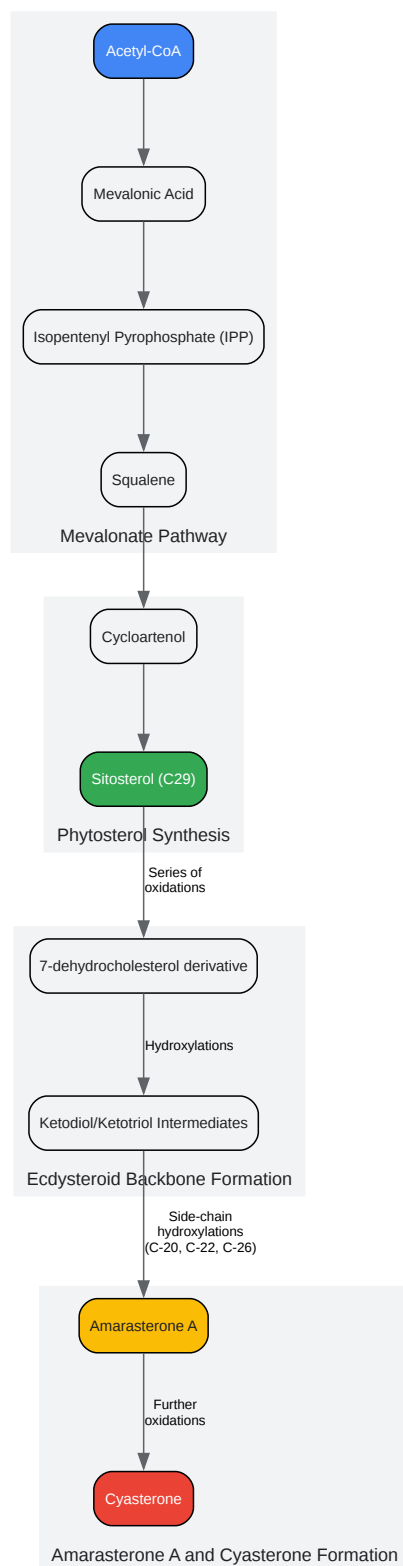 Acetyl-CoA
Mevalonic Acid
Isopentenyl Pyrophosphate (IPP)
Squalene
Mevalonate Pathway
Cycloartenol
Sitosterol (C29)
Phytosterol Synthesis
Series of
oxidations
7-dehydrocholesterol derivative
Hydroxylations
Ketodiol/Ketotriol Intermediates
Ecdysteroid Backbone Formation
Side-chain
hydroxylations
(C-20, C-22, C-26)
Amarasterone A
Further
oxidations
Cyasterone
Amarasterone A and Cyasterone Formation